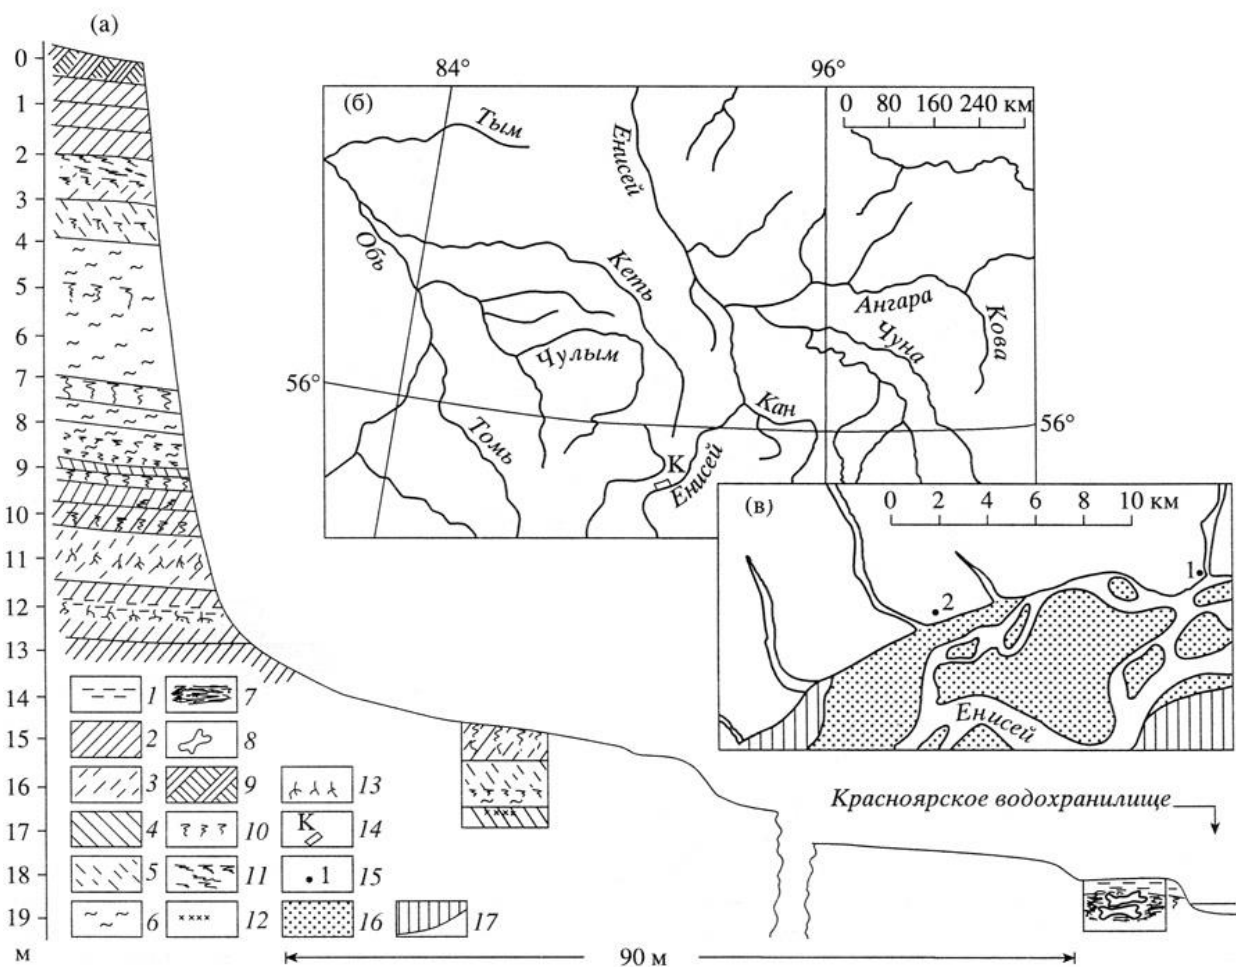 (а)
0
1
2
3
4
5
6
7
8
9
10
11
12
13
14
15
16
17
18
19
м
(б)
84°
96°
0 80 160 240 км
Тым
Енисей
Обь
Кеть
Ангара
Кова
Чуна
Чулым
56°
Кан
56°
Томь
К
Енисей
(в)
0 2 4 6 10 км
1
2
Енисей
1 7
2 8
3 9 13
4 10 К 14
5 11 1 15
6 12 16 17
Красноярское водохранилище
90 м